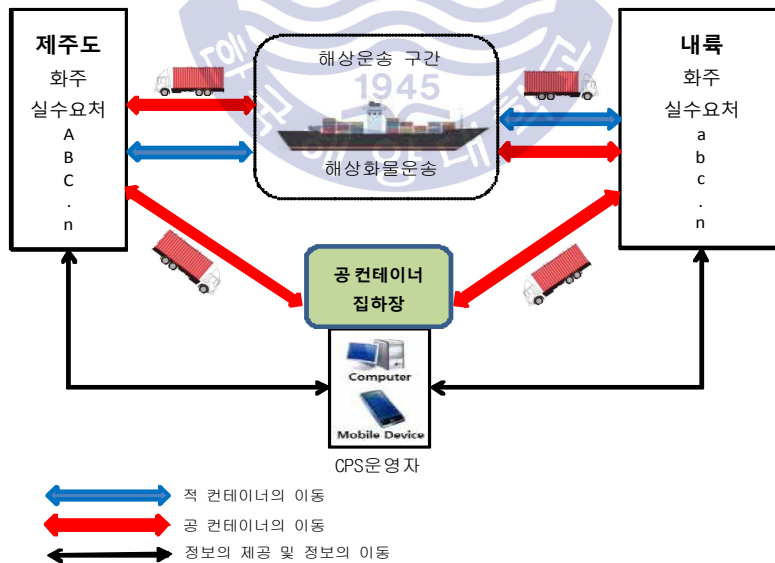 제주도
화주
실수요처
A
B
C
.
n
해상운송 구간
1945
해상화물운송
내륙
화주
실수요처
a
b
c
.
n
공 컨테이너
집하장
Computer
Mobile Device
CPS운영자
적 컨테이너의 이동
공 컨테이너의 이동
정보의 제공 및 정보의 이동